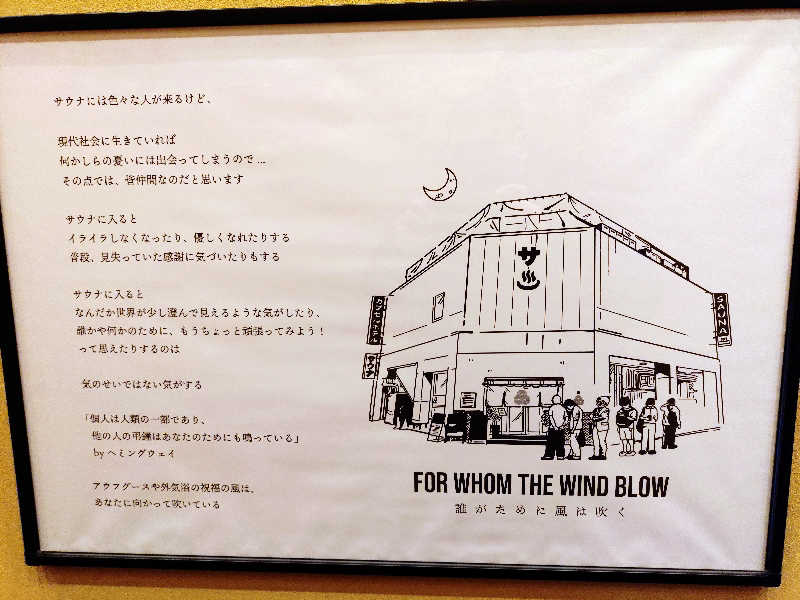 サウナには色々な人が来るけど、
現代社会に生きていれば
何かしらの憂いには出会ってしまうので…
その点では、皆仲間なのだと思います
サウナに入ると
イライラしなくなったり、優しくなれたりする
普段、見失っていた感謝に気づいたりもする
サウナに入ると
なんだか世界が少し澄んで見えるような気がしたり、
誰かや何かのために、もうちょっと頑張ってみよう！
って思えたりするのは
気のせいではない気がする
「個人は人類の一部であり、
他の人の弔鐘はあなたのためにも鳴っている」
by ヘミングウェイ
アウフグースや外気浴の祝福の風は、
あなたに向かって吹いている
サ
カプセルホテル
サウナ
SAUNA
FOR WHOM THE WIND BLOW
誰がために風は吹く